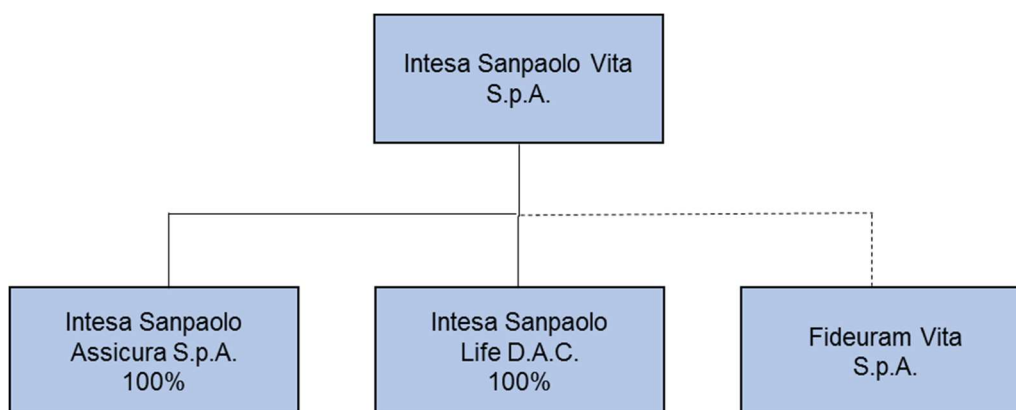 Intesa Sanpaolo Vita
S.p.A.
Intesa Sanpaolo
Assicura S.p.A.
100%
Intesa Sanpaolo
Life D.A.C.
100%
Fideuram Vita
S.p.A.